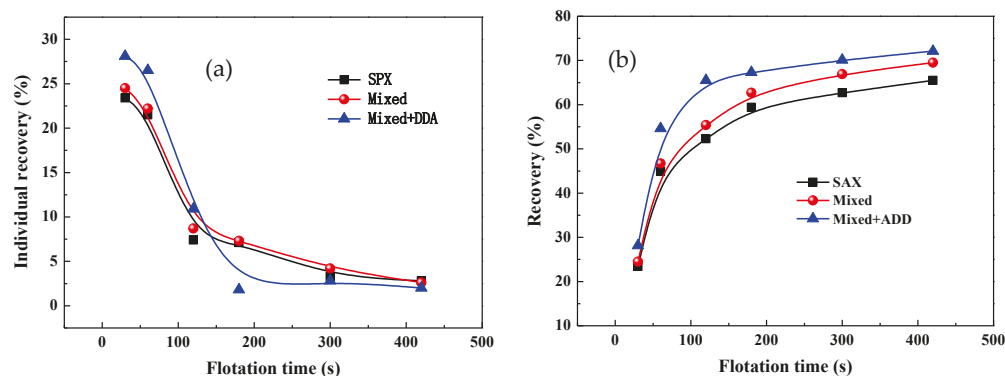 (a)
SPX
Mixed
Mixed+DDA
Individual recovery (%)
30
25
20
15
10
5
0
0 100 200 300 400 500
Flotation time (s)
(b)
SAX
Mixed
Mixed+ADD
Recovery (%)
80
70
60
50
40
30
20
10
0 100 200 300 400 500
Flotation time (s)